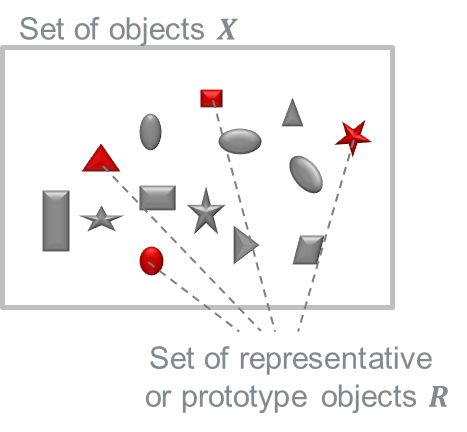 Set of objects X
Set of representative
or prototype objects R